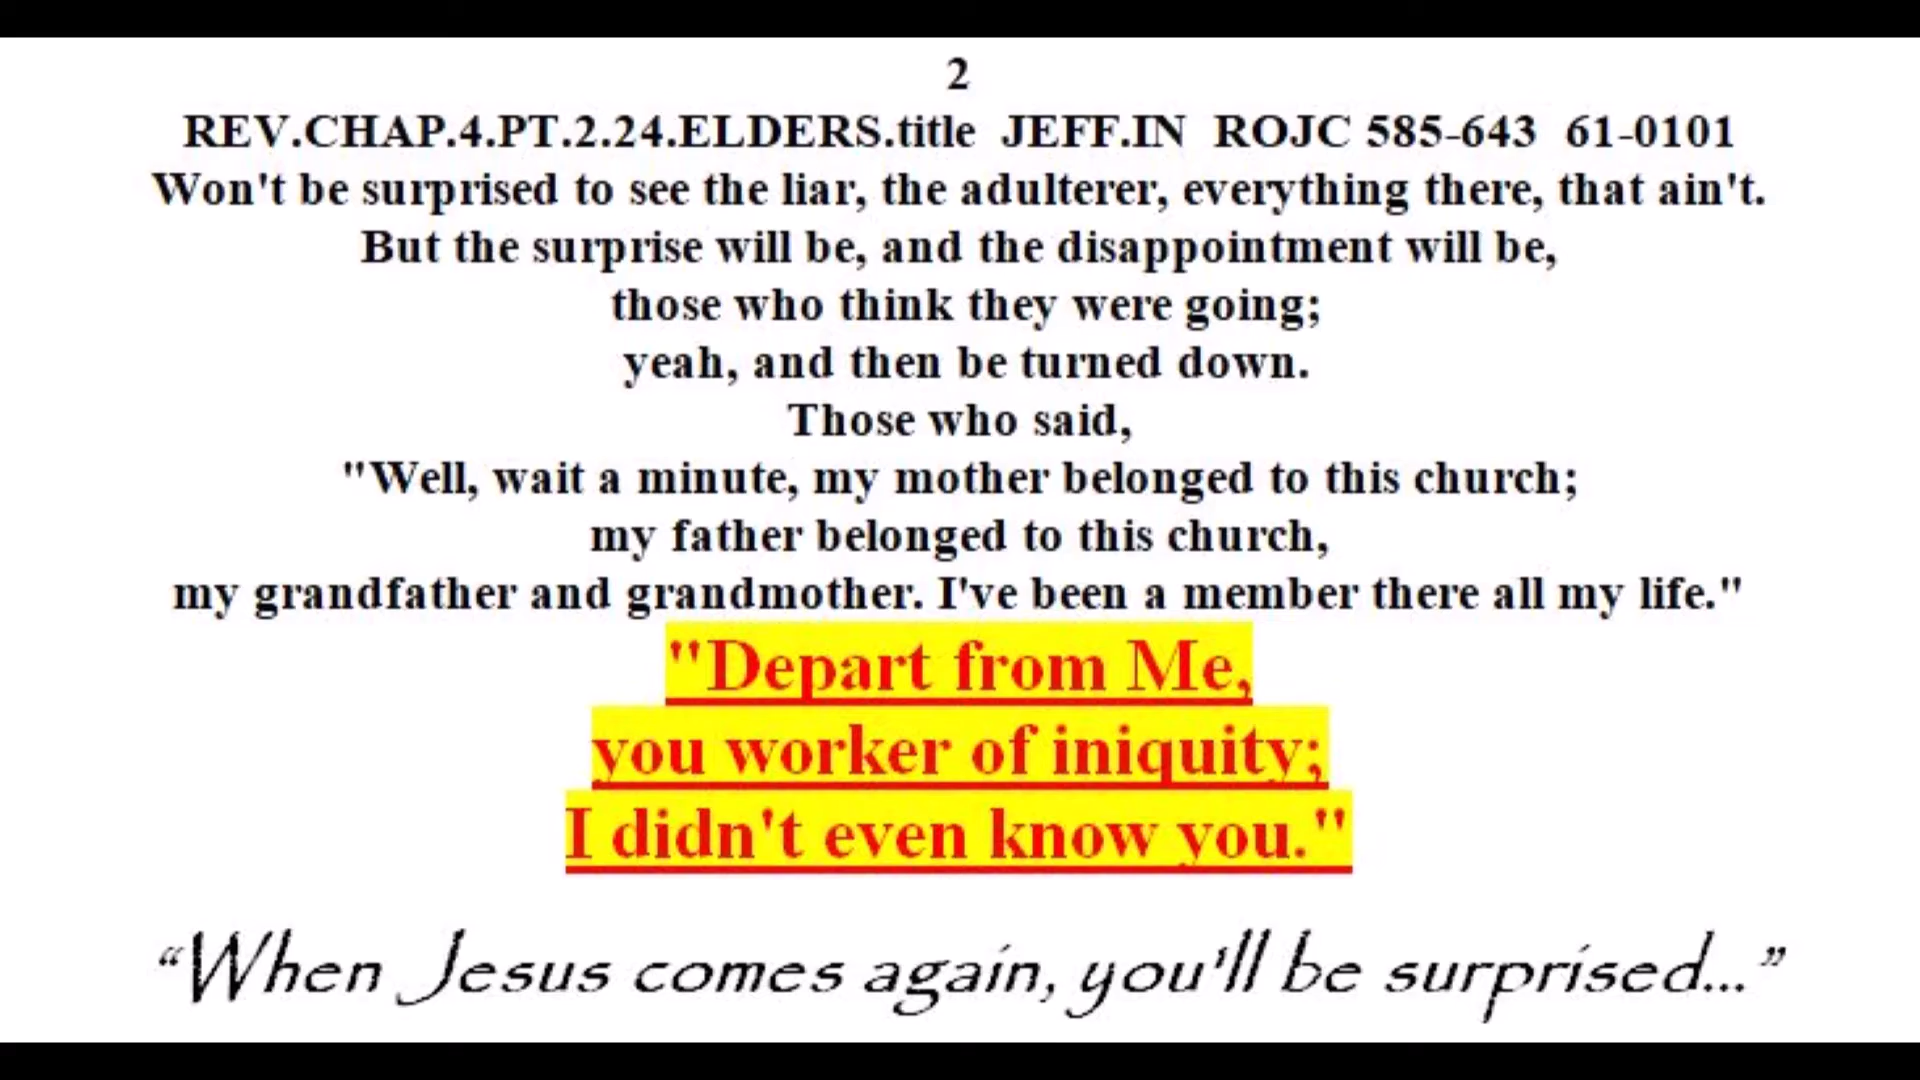 2
REV.CHAP.4.PT.2.24.ELDERS.title JEFF.IN ROJC 585-643 61-0101
Won't be surprised to see the liar, the adulterer, everything there, that ain't.
But the surprise will be, and the disappointment will be,
those who think they were going;
yeah, and then be turned down.
Those who said,
"Well, wait a minute, my mother belonged to this church;
my father belonged to this church,
my grandfather and grandmother. I've been a member there all my life."
"Depart from Me,
you worker of iniquity;
I didn't even know you."
“When Jesus comes again, you'll be surprised...”